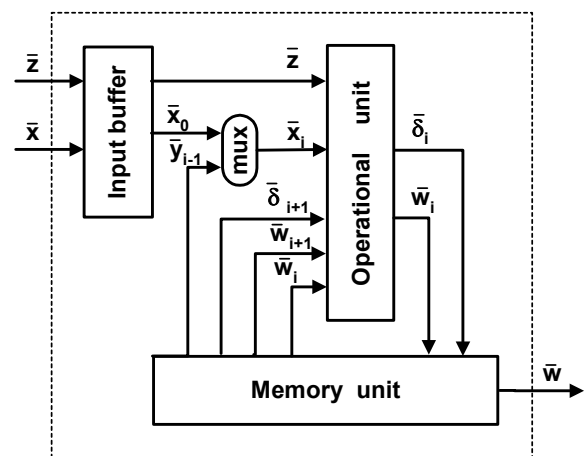 z̄
z̄
x̄
Input buffer
x̄₀
ȳᵢ₋₁
mux
x̄ᵢ
δ̄ᵢ₊₁
w̄ᵢ₊₁
w̄ᵢ
Operational unit
δ̄ᵢ
w̄ᵢ
Memory unit
w̄